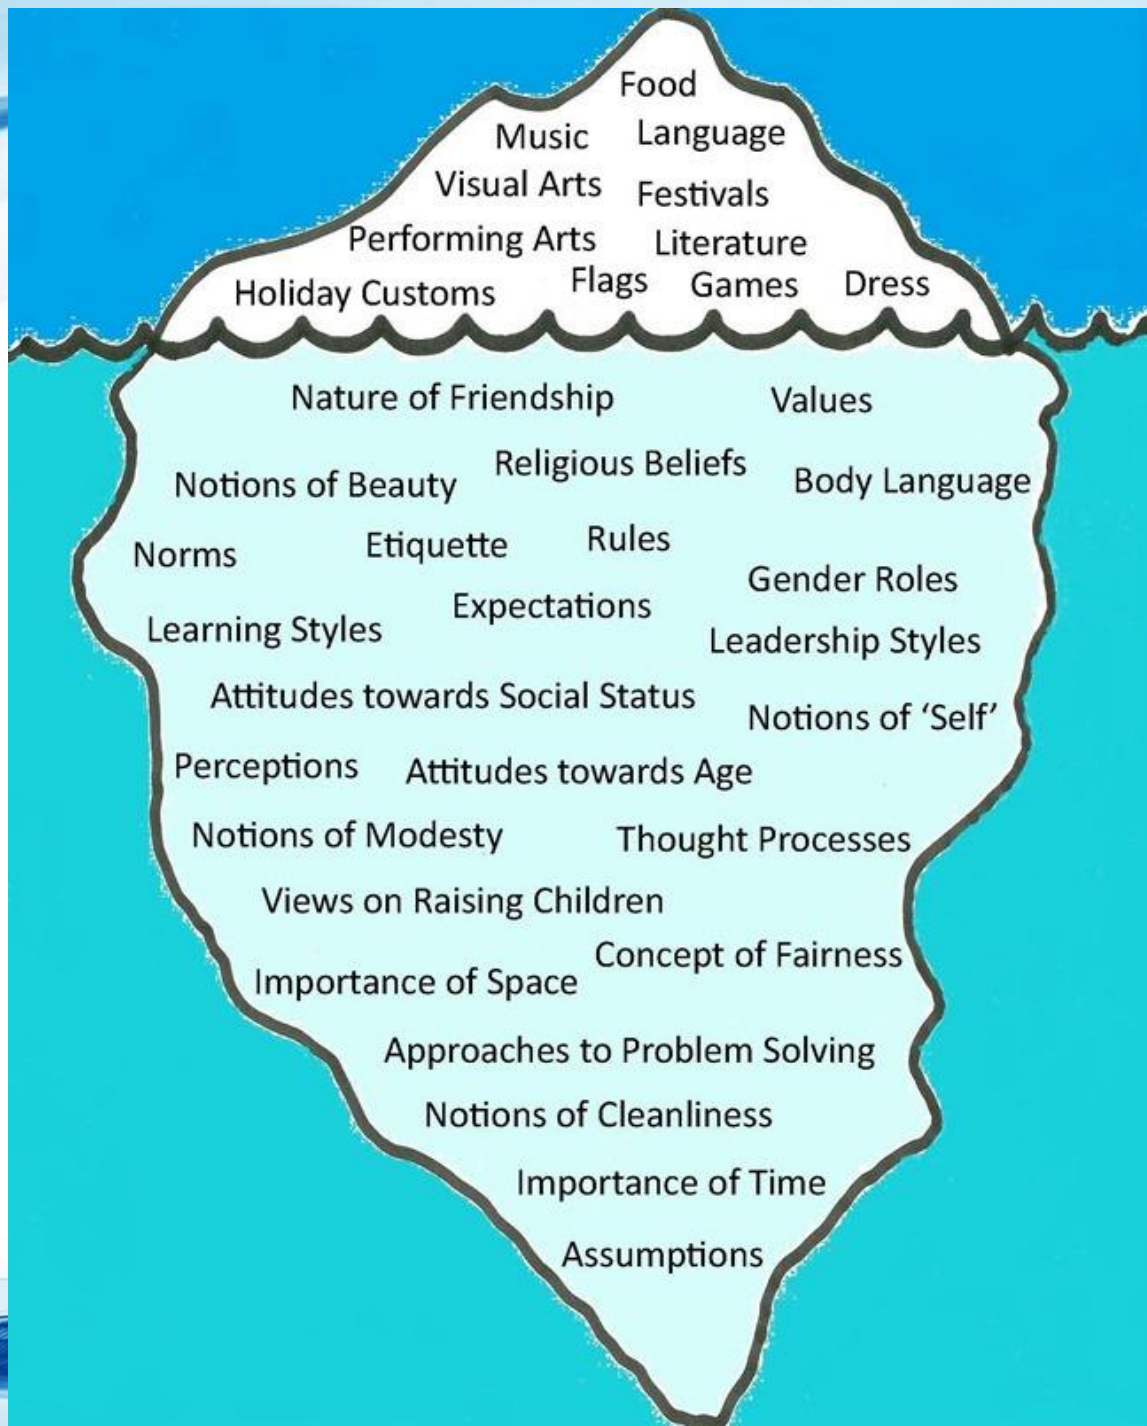 Food
Music
Language
Visual Arts
Festivals
Performing Arts
Literature
Holiday Customs
Flags
Games
Dress
Nature of Friendship
Values
Notions of Beauty
Religious Beliefs
Body Language
Norms
Etiquette
Rules
Gender Roles
Learning Styles
Expectations
Leadership Styles
Attitudes towards Social Status
Notions of ‘Self’
Perceptions
Attitudes towards Age
Notions of Modesty
Thought Processes
Views on Raising Children
Concept of Fairness
Importance of Space
Approaches to Problem Solving
Notions of Cleanliness
Importance of Time
Assumptions